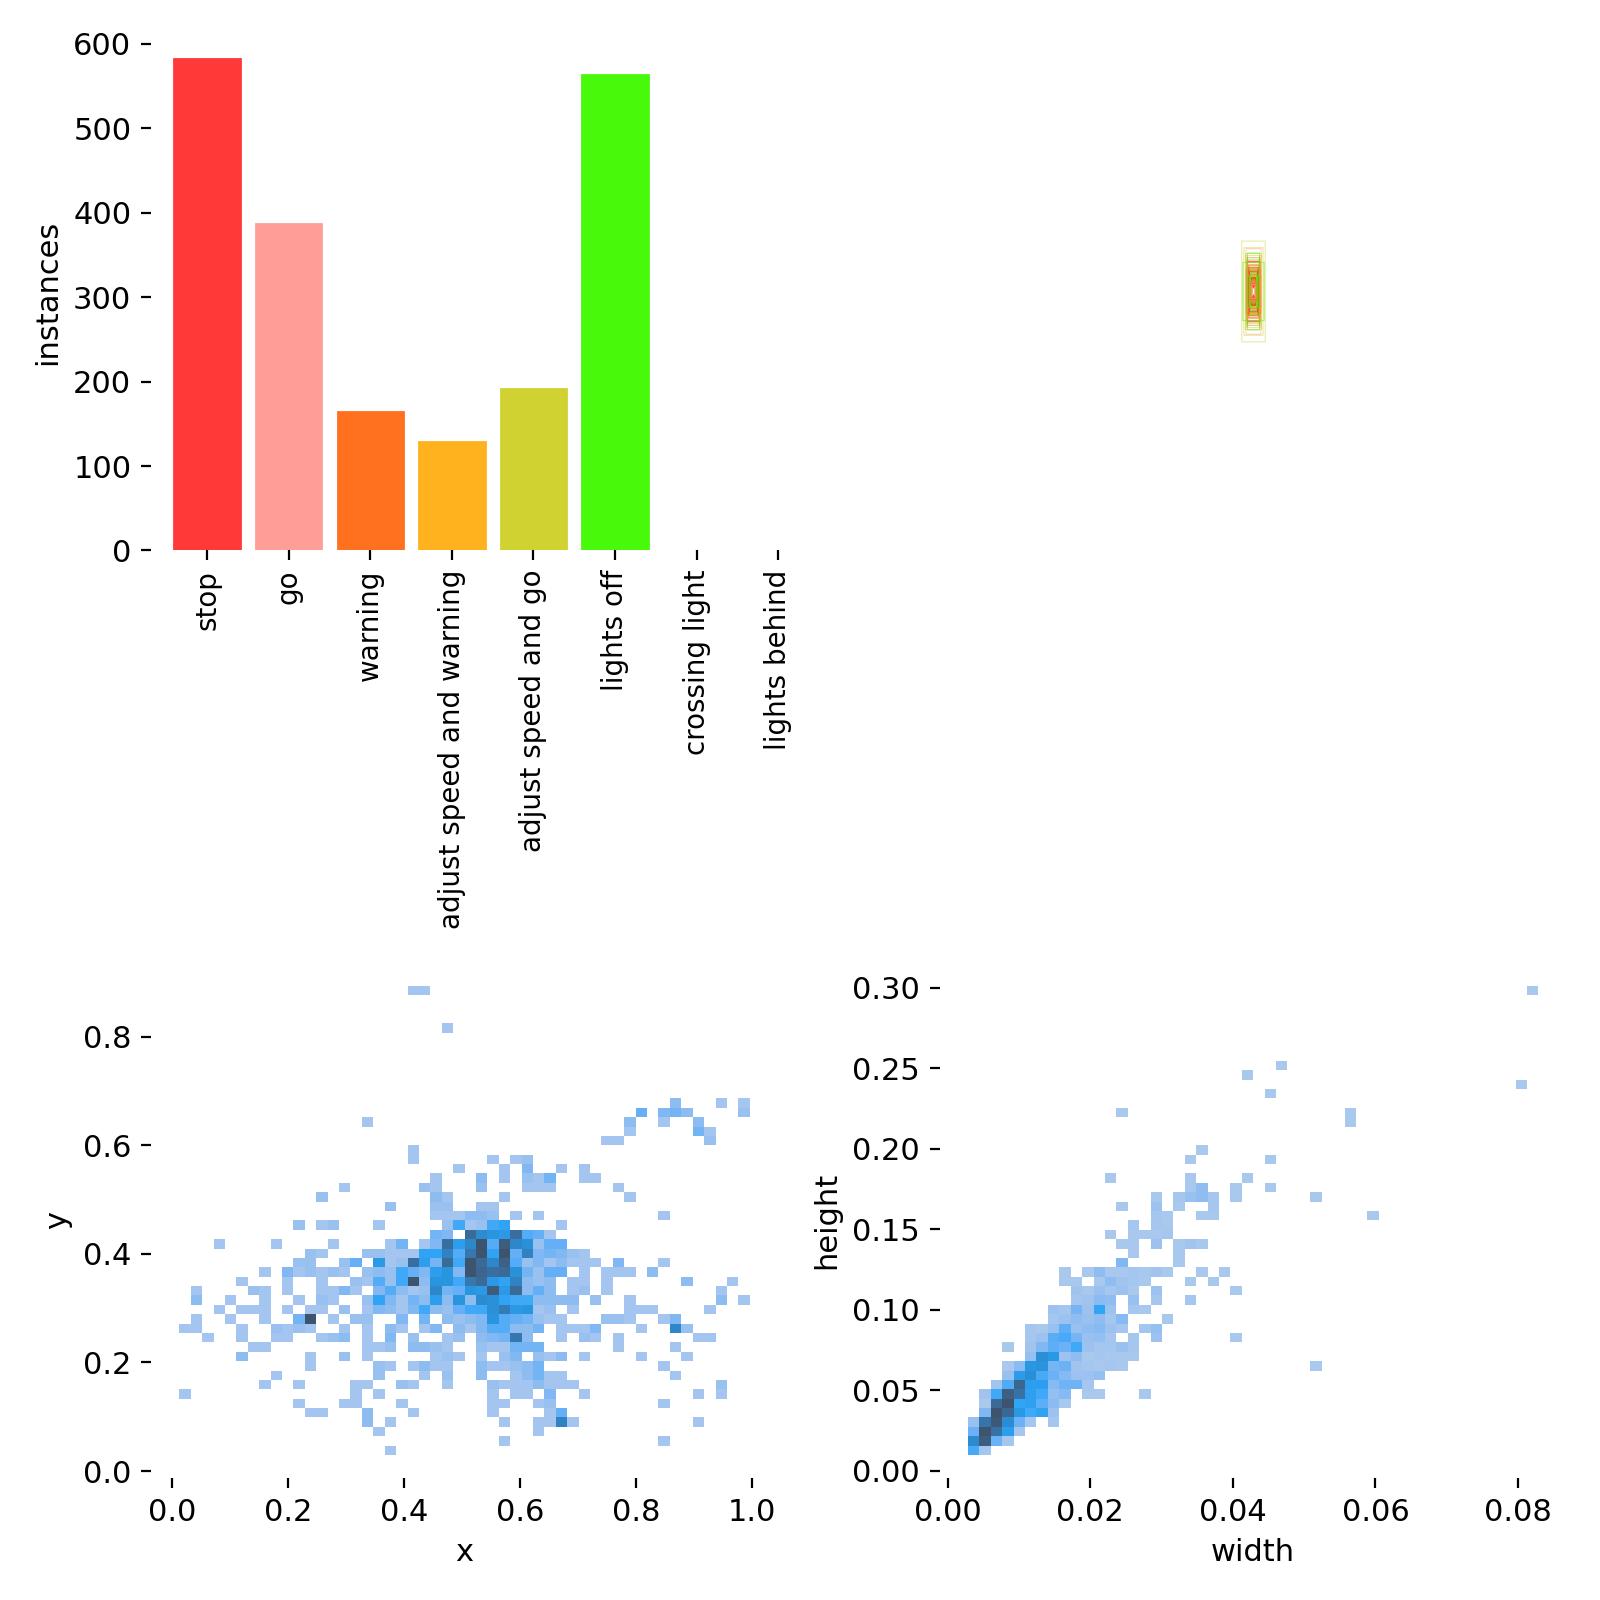 600
500
400
300
200
100
0
instances
stop
go
warning
adjust speed and warning
adjust speed and go
lights off
crossing light
lights behind
0.8
0.6
0.4
0.2
0.0
y
0.0 0.2 0.4 0.6 0.8 1.0
x
0.30
0.25
0.20
0.15
0.10
0.05
0.00
height
0.00 0.02 0.04 0.06 0.08
width